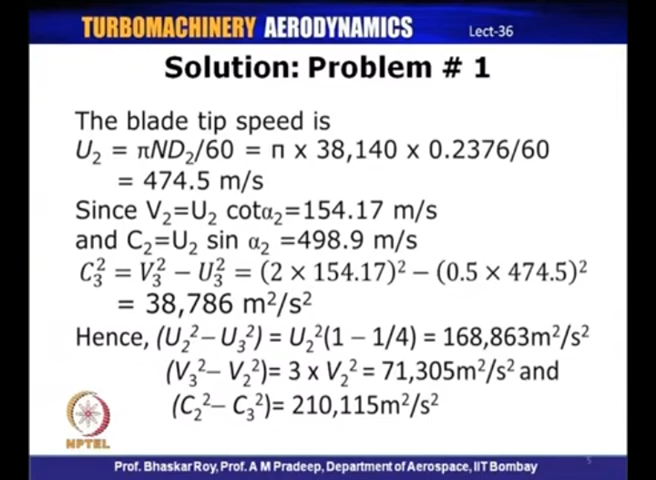 TURBOMACHINERY AERODYNAMICS Lect-36
Solution: Problem # 1
The blade tip speed is
U₂ = πND₂/60 = π x 38,140 x 0.2376/60
= 474.5 m/s
Since V₂=U₂ cotα₂=154.17 m/s
and C₂=U₂ sin α₂ =498.9 m/s
C₃² = V₃² − U₃² = (2 × 154.17)² − (0.5 × 474.5)²
= 38,786 m²/s²
Hence, (U₂² – U₃²) = U₂²(1 – 1/4) = 168,863m²/s²
(V₃² – V₂²)= 3 x V₂² = 71,305m²/s² and
(C₂² – C₃²)= 210,115m²/s²
NPTEL
5
Prof. Bhaskar Roy, Prof. A M Pradeep, Department of Aerospace, IIT Bombay